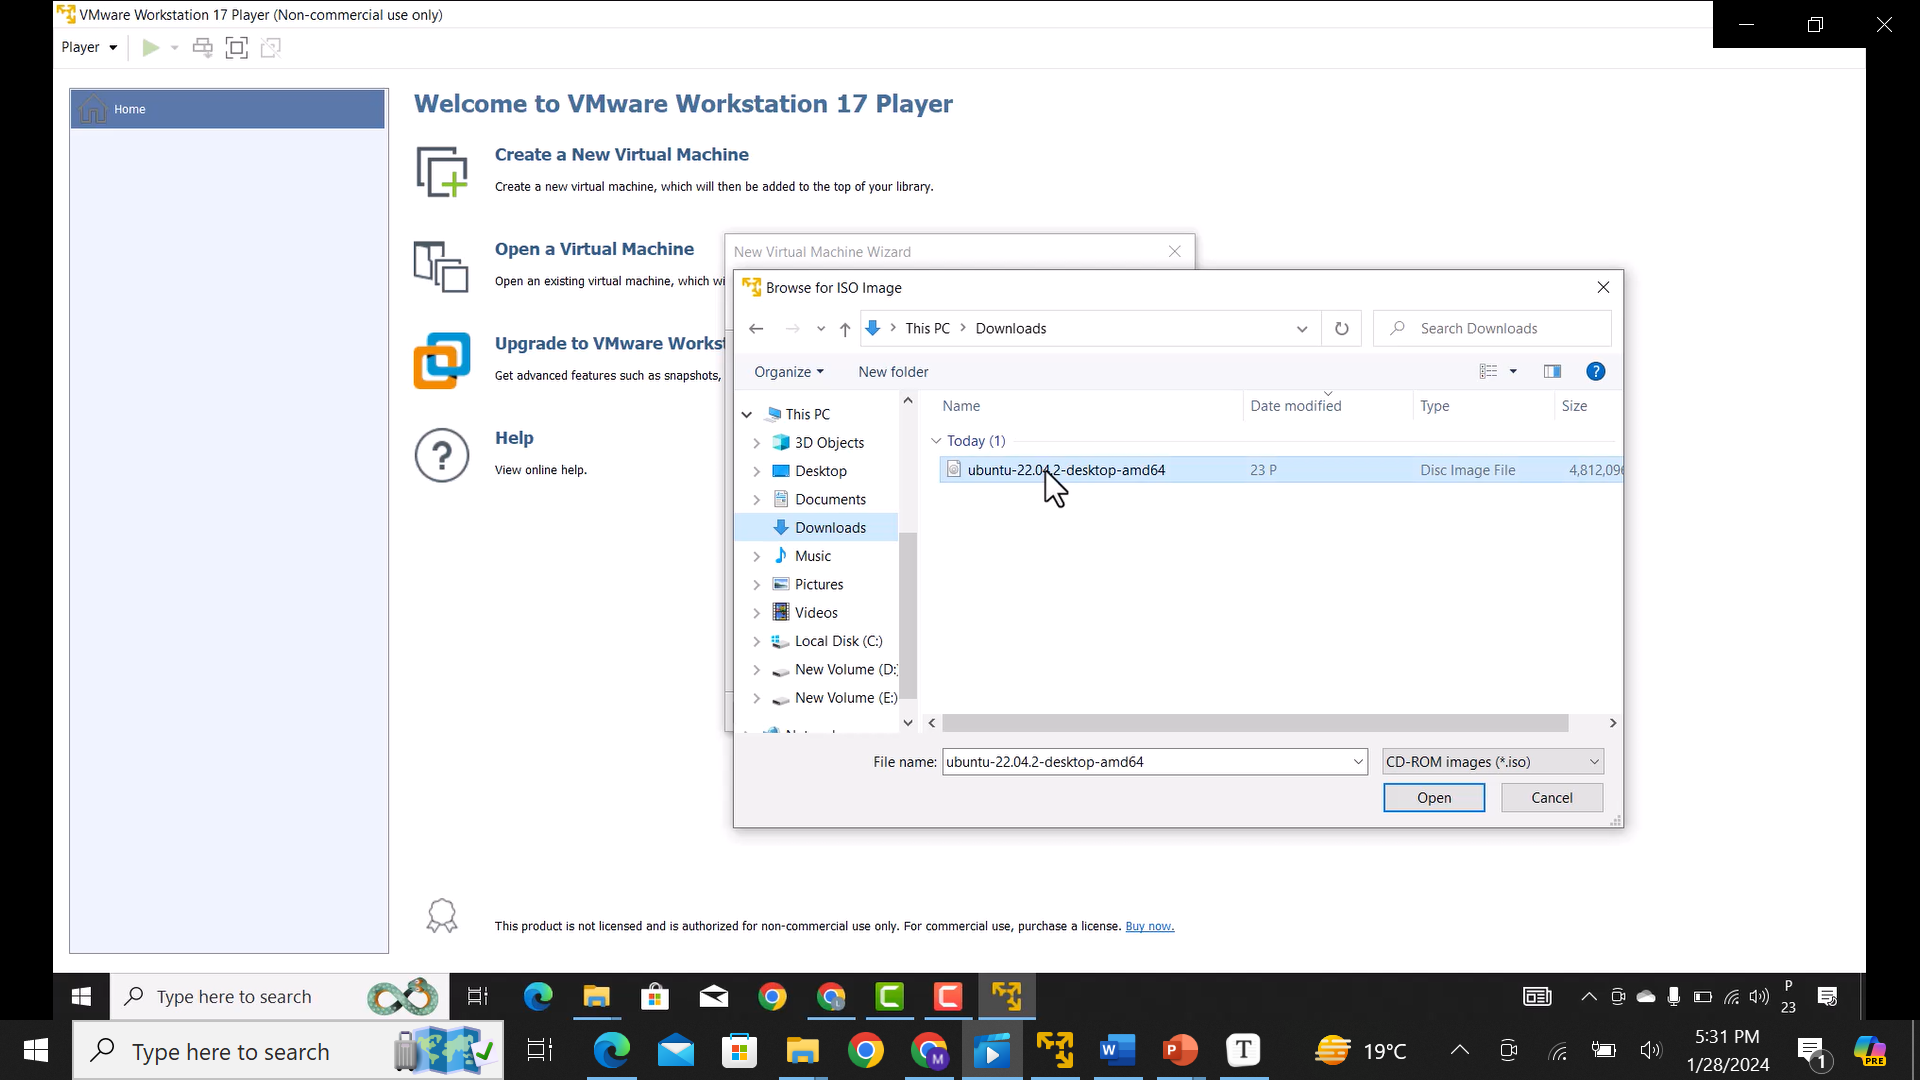 VMware Workstation 17 Player (Non-commercial use only)
Player
Home
Welcome to VMware Workstation 17 Player
Create a New Virtual Machine
Create a new virtual machine, which will then be added to the top of your library.
Open a Virtual Machine
Open an existing virtual machine, which wi
Upgrade to VMware Works
Get advanced features such as snapshots,
Help
View online help.
New Virtual Machine Wizard
Browse for ISO Image
This PC
Downloads
Search Downloads
Organize
New folder
This PC
3D Objects
Desktop
Documents
Downloads
Music
Pictures
Videos
Local Disk (C:)
New Volume (D:
New Volume (E:)
Name
Date modified
Type
Size
Today (1)
ubuntu-22.04.2-desktop-amd64
23 P
Disc Image File
4,812,096
File name:
ubuntu-22.04.2-desktop-amd64
CD-ROM images (*.iso)
Open
Cancel
This product is not licensed and is authorized for non-commercial use only. For commercial use, purchase a license. Buy now.
Type here to search
P
23
Type here to search
19°C
5:31 PM
1/28/2024
1
PRE